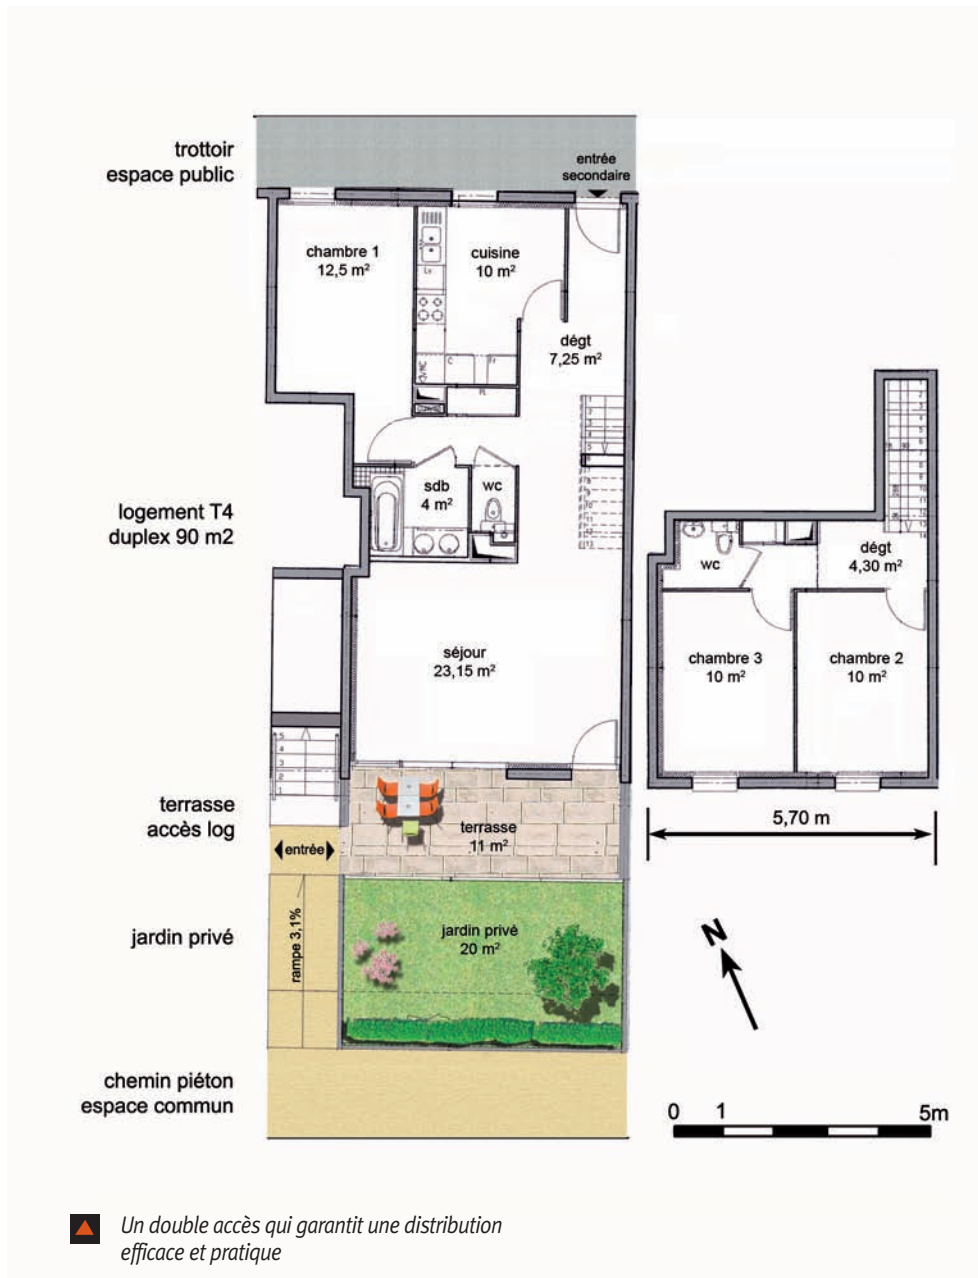 trottoir
espace public
entrée
secondaire
chambre 1
12,5 m²
cuisine
10 m²
Lv
dégt
7,25 m²
VMC
C
Fr
PL
logement T4
duplex 90 m2
sdb
4 m²
wc
séjour
23,15 m²
wc
dégt
4,30 m²
chambre 3
10 m²
chambre 2
10 m²
5,70 m
terrasse
accès log
terrasse
11 m²
entrée
jardin privé
rampe 3,1%
jardin privé
20 m²
N
chemin piéton
espace commun
0 1 5m
Un double accès qui garantit une distribution
efficace et pratique